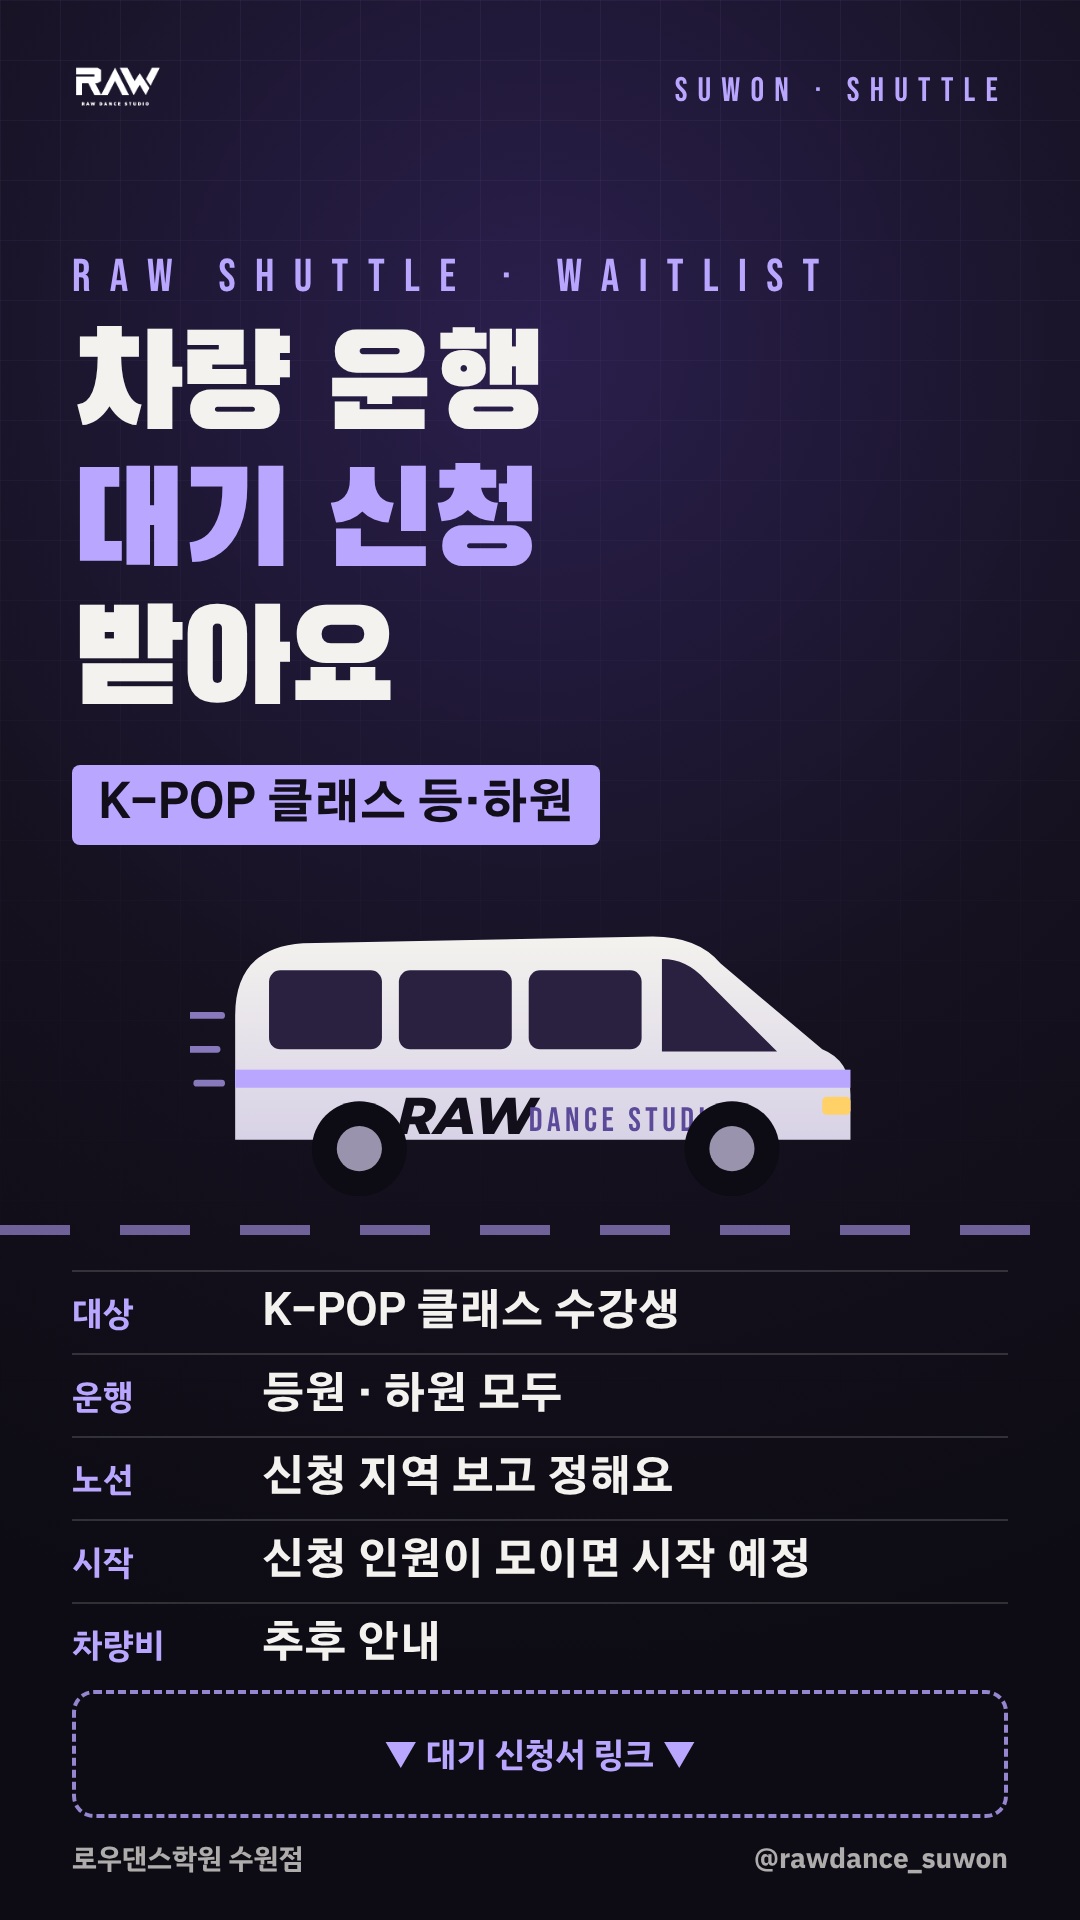 RAW
RAW DANCE STUDIO
SUWON · SHUTTLE
RAW SHUTTLE · WAITLIST
차량 운행
대기 신청
받아요
K-POP 클래스 등·하원
RAW DANCE STUDI
대상 K-POP 클래스 수강생
운행 등원 · 하원 모두
노선 신청 지역 보고 정해요
시작 신청 인원이 모이면 시작 예정
차량비 추후 안내
▼ 대기 신청서 링크 ▼
로우댄스학원 수원점 @rawdance_suwon